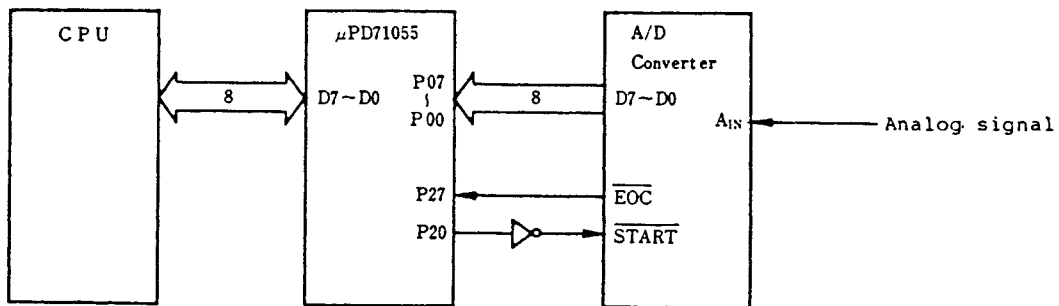 CPU
μPD71055
A/D
Converter
8
D7~D0
P07
~
P00
8
D7~D0
AIN
Analog signal
P27
EOC
P20
START